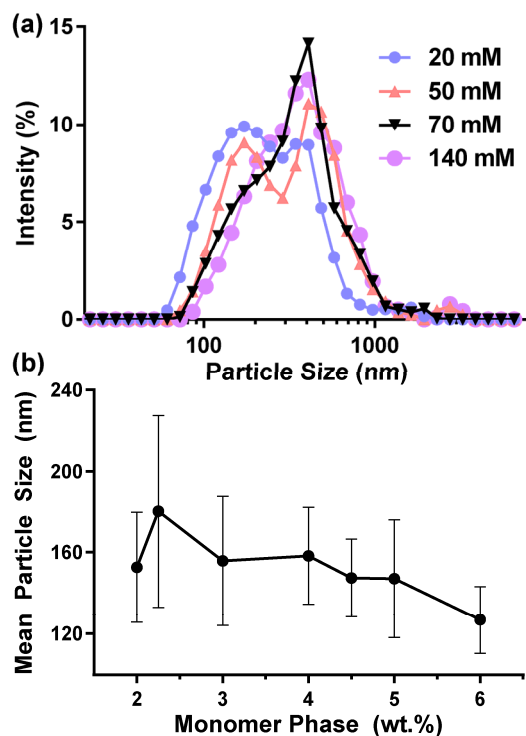 (a)
15
10
5
0
Intensity (%)
20 mM
50 mM
70 mM
140 mM
100
1000
Particle Size (nm)
(b)
240
200
160
120
Mean Particle Size (nm)
2
3
4
5
6
Monomer Phase (wt.%)